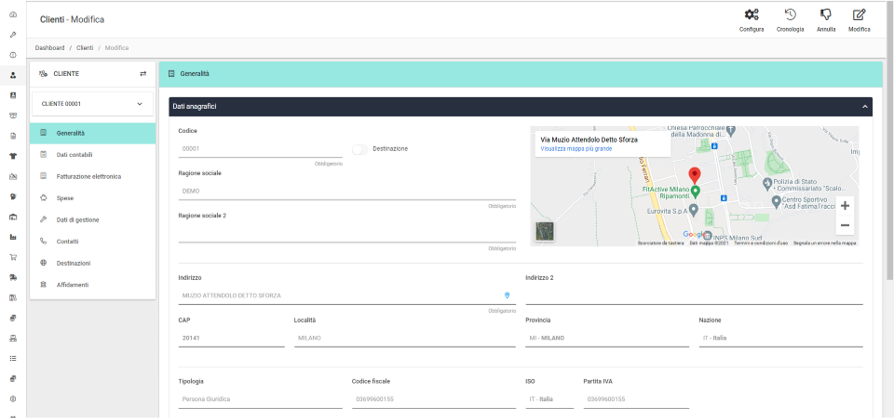 Clienti - Modifica
Configura
Cronologia
Annulla
Modifica
Dashboard / Clienti / Modifica
CLIENTE
CLIENTE 00001
Generalità
Dati contabili
Fatturazione elettronica
Spese
Dati di gestione
Contatti
Destinazioni
Affidamenti
Generalità
Dati anagrafici
Codice
00001
Obbligatorio
Destinazione
Ragione sociale
DEMO
Obbligatorio
Ragione sociale 2
Obbligatorio
Via Muzio Attendolo Detto Sforza
Visualizza mappa più grande
Chiesa Parrocchiale
della Madonna di...
FitActive Milano
Ripamonti
Eurovita S.p.A
Polizia di Stato
- Commissariato "Scalo...
Centro Sportivo
"Asd FatimaTracco
Google
INPS Milano Sud
Scorciatoie da tastiera
Dati mappa ©2021
Termini e condizioni d'uso
Segnala un errore nella mappa
Indirizzo
MUZIO ATTENDOLO DETTO SFORZA
Obbligatorio
Indirizzo 2
CAP
20141
Località
MILANO
Provincia
MI - MILANO
Nazione
IT - Italia
Tipologia
Persona Giuridica
Codice fiscale
03699600155
ISO
IT - Italia
Partita IVA
03699600155